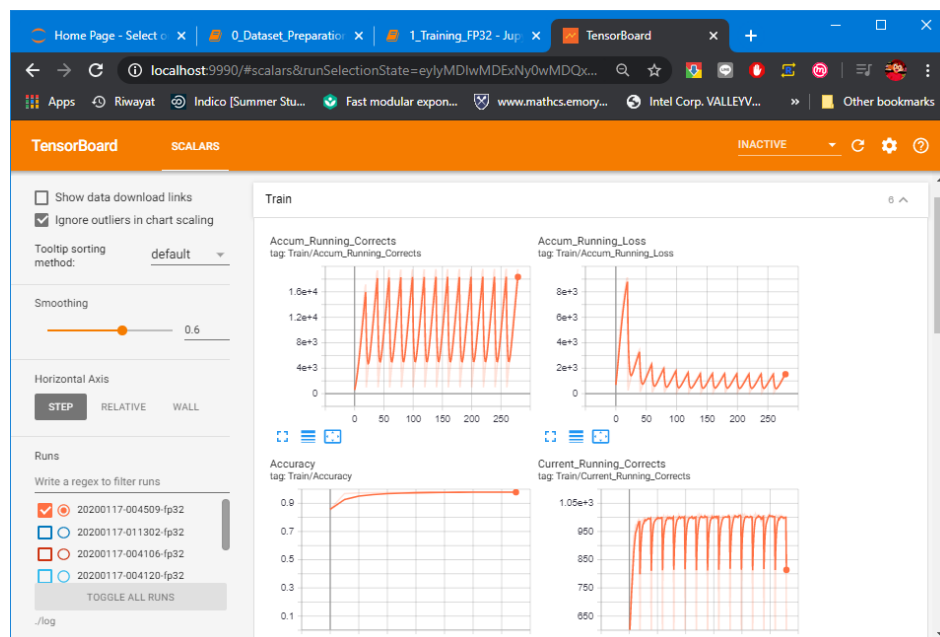 Home Page - Select o
0_Dataset_Preparation
1_Training_FP32 - Jup
TensorBoard
localhost:9990/#scalars&runSelectionState=eyIyMDIwMDExNy0wMDQx...
Apps
Riwayat
Indico [Summer Stu...
Fast modular expon...
www.mathcs.emory...
Intel Corp. VALLEYV...
»
Other bookmarks
TensorBoard
SCALARS
INACTIVE
Show data download links
Ignore outliers in chart scaling
Tooltip sorting
method:
default
Smoothing
0.6
Horizontal Axis
STEP
RELATIVE
WALL
Runs
Write a regex to filter runs
20200117-004509-fp32
20200117-011302-fp32
20200117-004106-fp32
20200117-004120-fp32
TOGGLE ALL RUNS
./log
Train
6
Accum_Running_Corrects
tag: Train/Accum_Running_Corrects
1.6e+4
1.2e+4
8e+3
4e+3
0
0 50 100 150 200 250
Accum_Running_Loss
tag: Train/Accum_Running_Loss
8e+3
6e+3
4e+3
2e+3
0
0 50 100 150 200 250
Accuracy
tag: Train/Accuracy
0.9
0.7
0.5
0.3
0.1
Current_Running_Corrects
tag: Train/Current_Running_Corrects
1.05e+3
950
850
750
650